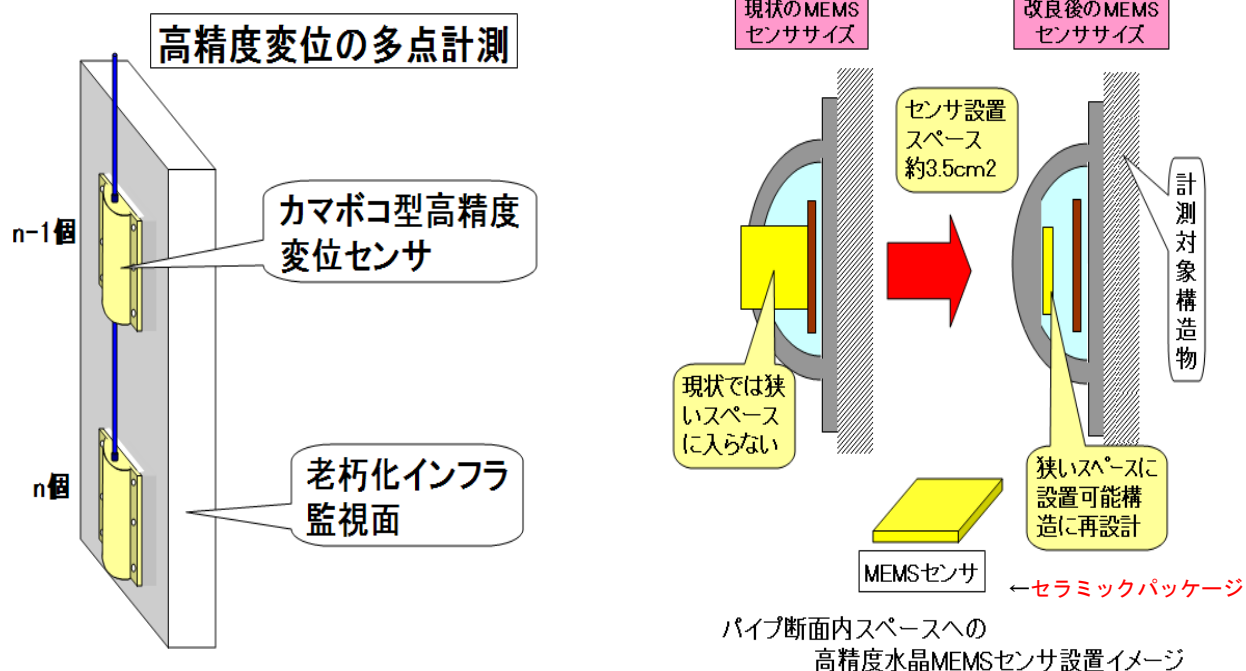 高精度変位の多点計測
n-1個
カマボコ型高精度
変位センサ
n個
老朽化インフラ
監視面
現状のMEMS
センササイズ
改良後のMEMS
センササイズ
センサ設置
スペース
約3.5cm2
計測対象構造物
現状では狭
いスペース
に入らない
狭いスペースに
設置可能構
造に再設計
MEMSセンサ
←セラミックパッケージ
パイプ断面内スペースへの
高精度水晶MEMSセンサ設置イメージ